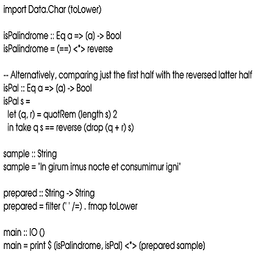 import Data.Char (toLower)
isPalindrome :: Eq a => (a) -> Bool
isPalindrome = (==) <*> reverse
-- Alternatively, comparing just the first half with the reversed latter half
isPal :: Eq a => (a) -> Bool
isPal s =
let (q, r) = quotRem (length s) 2
in take q s == reverse (drop (q + r) s)
sample :: String
sample = "In girum imus nocte et consumimur igni"
prepared :: String -> String
prepared = filter (' ' /=) . fmap toLower
main :: IO ()
main = print $ (isPalindrome, isPal) <*> (prepared sample)